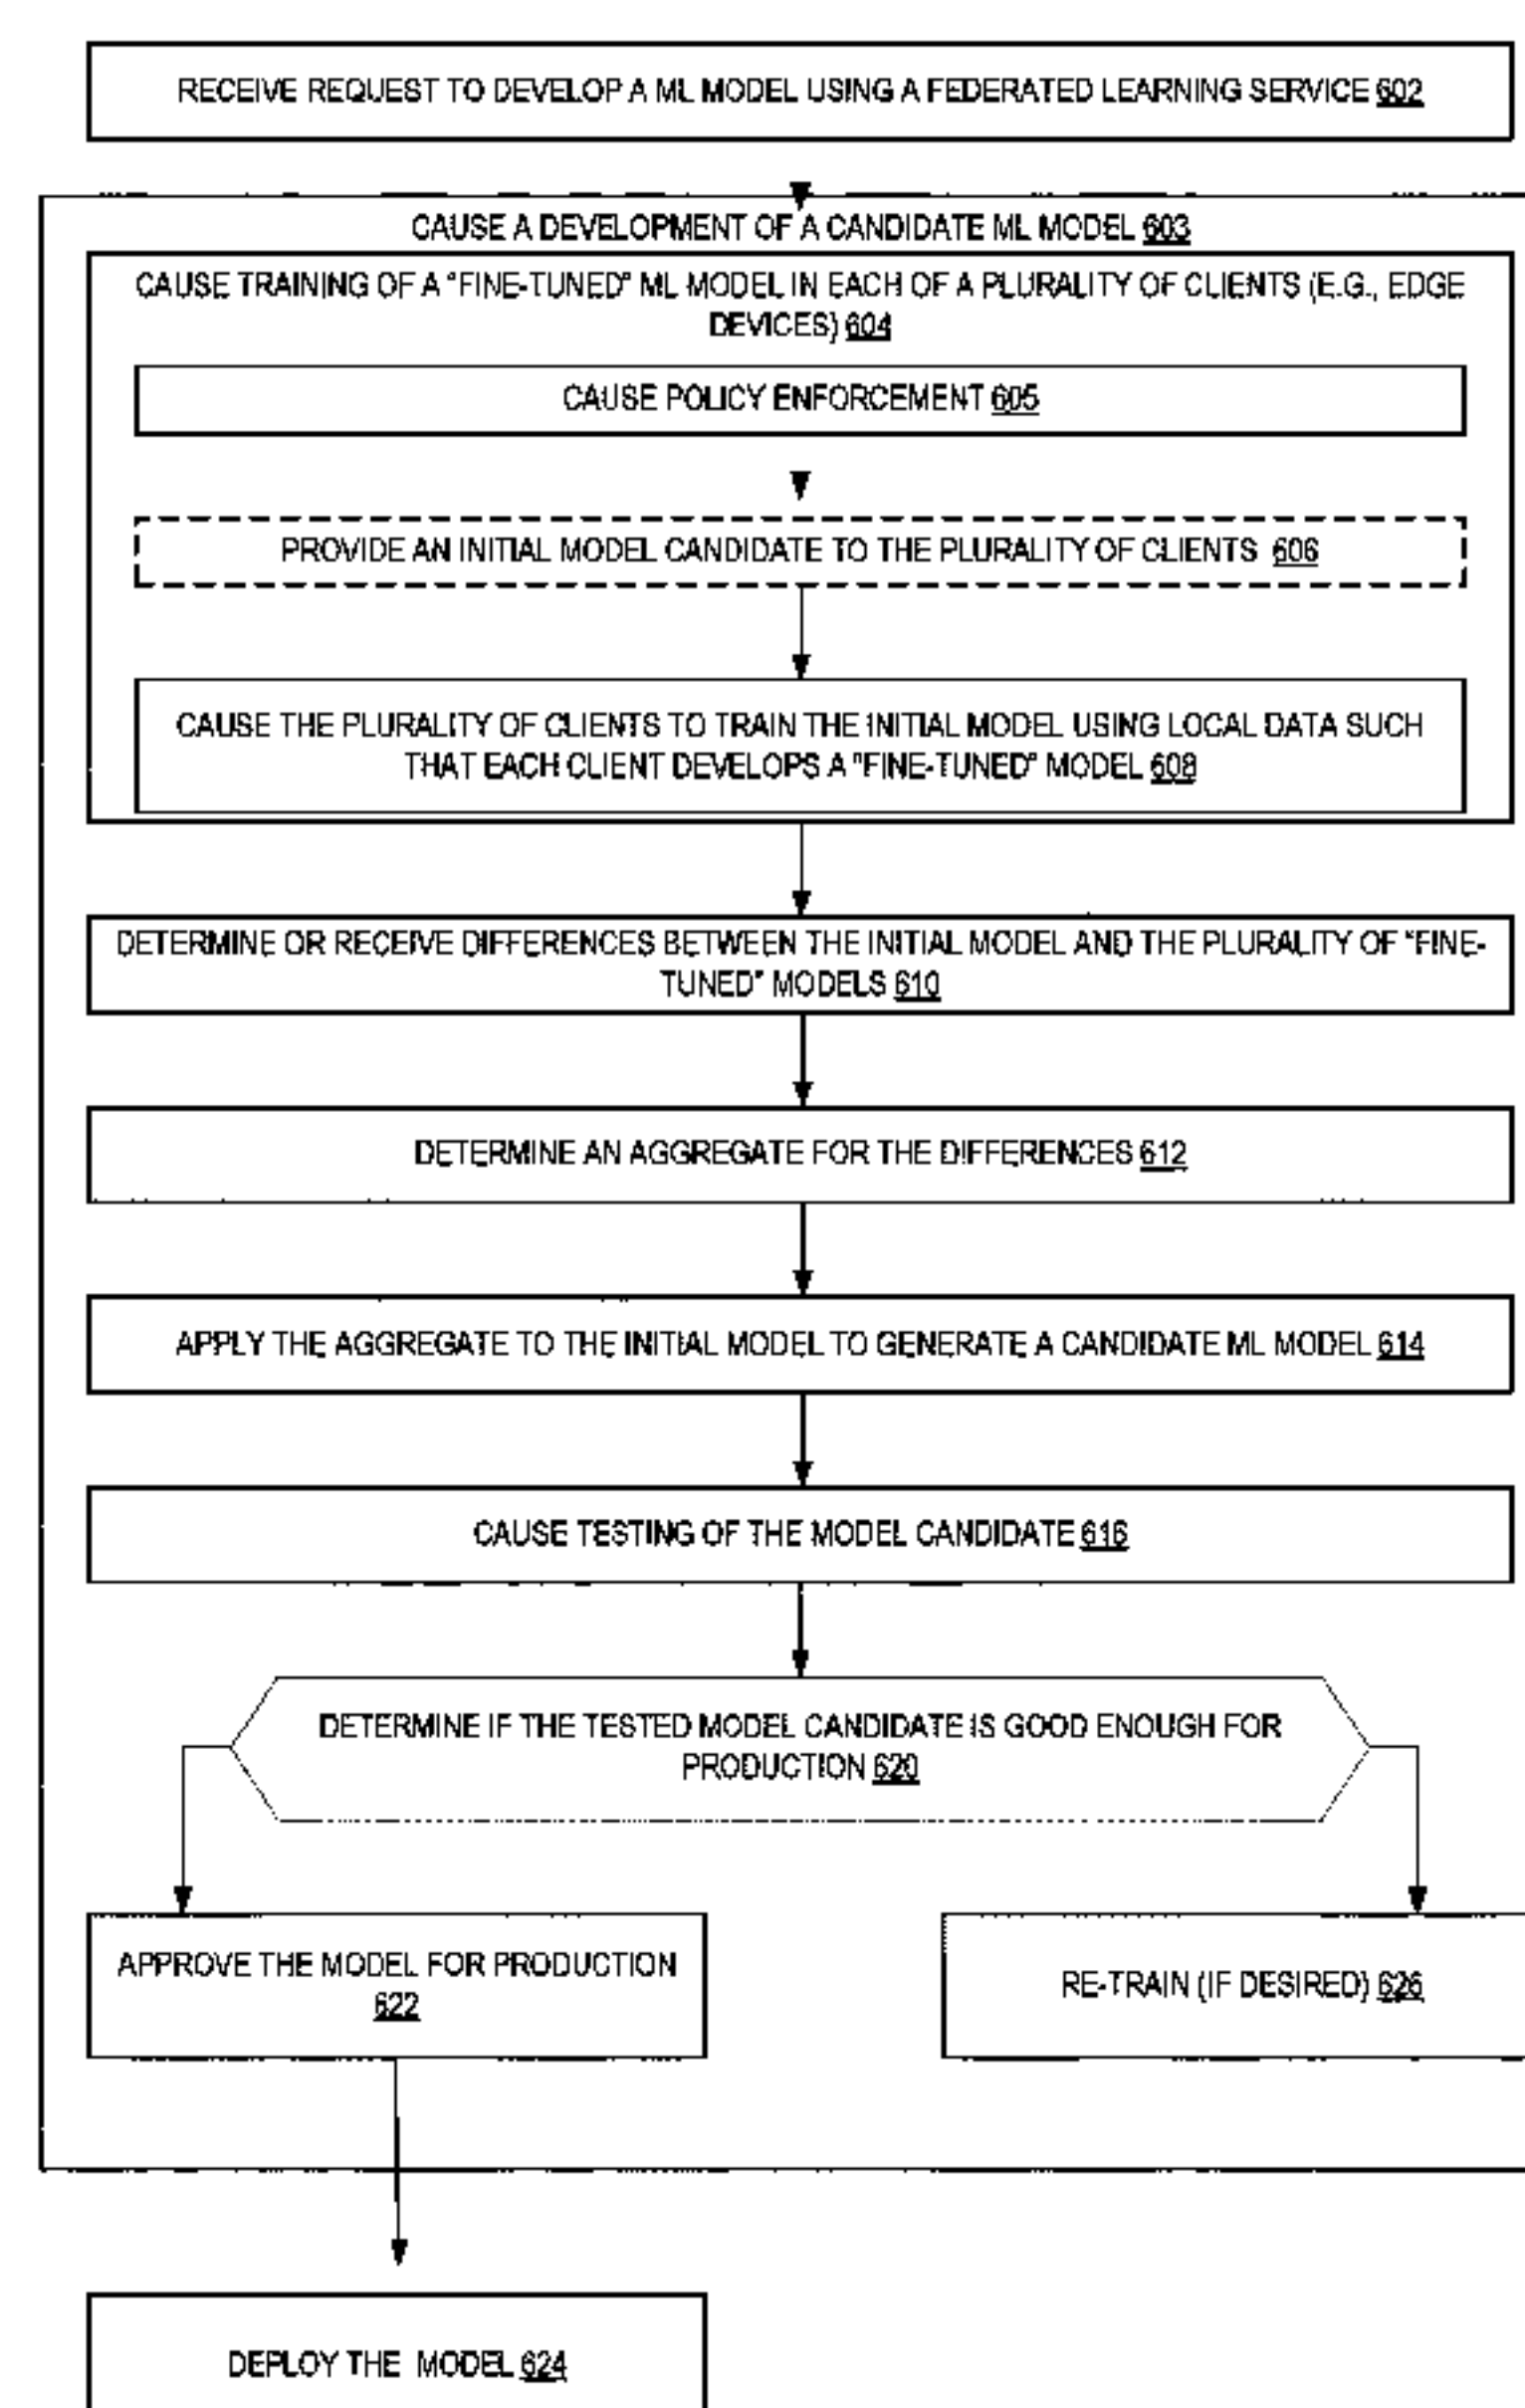 RECEIVE REQUEST TO DEVELOP A ML MODEL USING A FEDERATED LEARNING SERVICE 602
CAUSE A DEVELOPMENT OF A CANDIDATE ML MODEL 603
CAUSE TRAINING OF A "FINE-TUNED" ML MODEL IN EACH OF A PLURALITY OF CLIENTS (E.G., EDGE
DEVICES) 604
CAUSE POLICY ENFORCEMENT 605
PROVIDE AN INITIAL MODEL CANDIDATE TO THE PLURALITY OF CLIENTS 606
CAUSE THE PLURALITY OF CLIENTS TO TRAIN THE INITIAL MODEL USING LOCAL DATA SUCH
THAT EACH CLIENT DEVELOPS A "FINE-TUNED" MODEL 608
DETERMINE OR RECEIVE DIFFERENCES BETWEEN THE INITIAL MODEL AND THE PLURALITY OF "FINE-
TUNED" MODELS 610
DETERMINE AN AGGREGATE FOR THE DIFFERENCES 612
APPLY THE AGGREGATE TO THE INITIAL MODEL TO GENERATE A CANDIDATE ML MODEL 614
CAUSE TESTING OF THE MODEL CANDIDATE 616
DETERMINE IF THE TESTED MODEL CANDIDATE IS GOOD ENOUGH FOR
PRODUCTION 620
APPROVE THE MODEL FOR PRODUCTION
622
RE-TRAIN (IF DESIRED) 626
DEPLOY THE MODEL 624